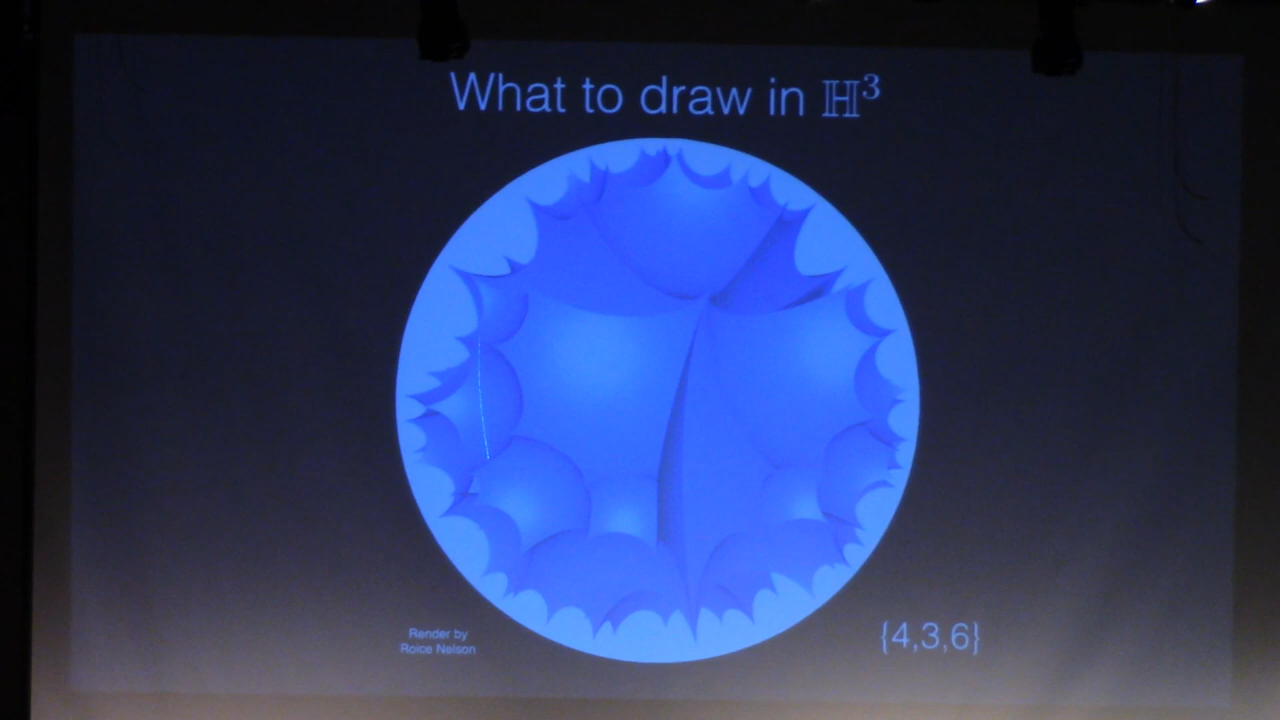 What to draw in ℍ³
Render by
Roice Nelson
{4,3,6}